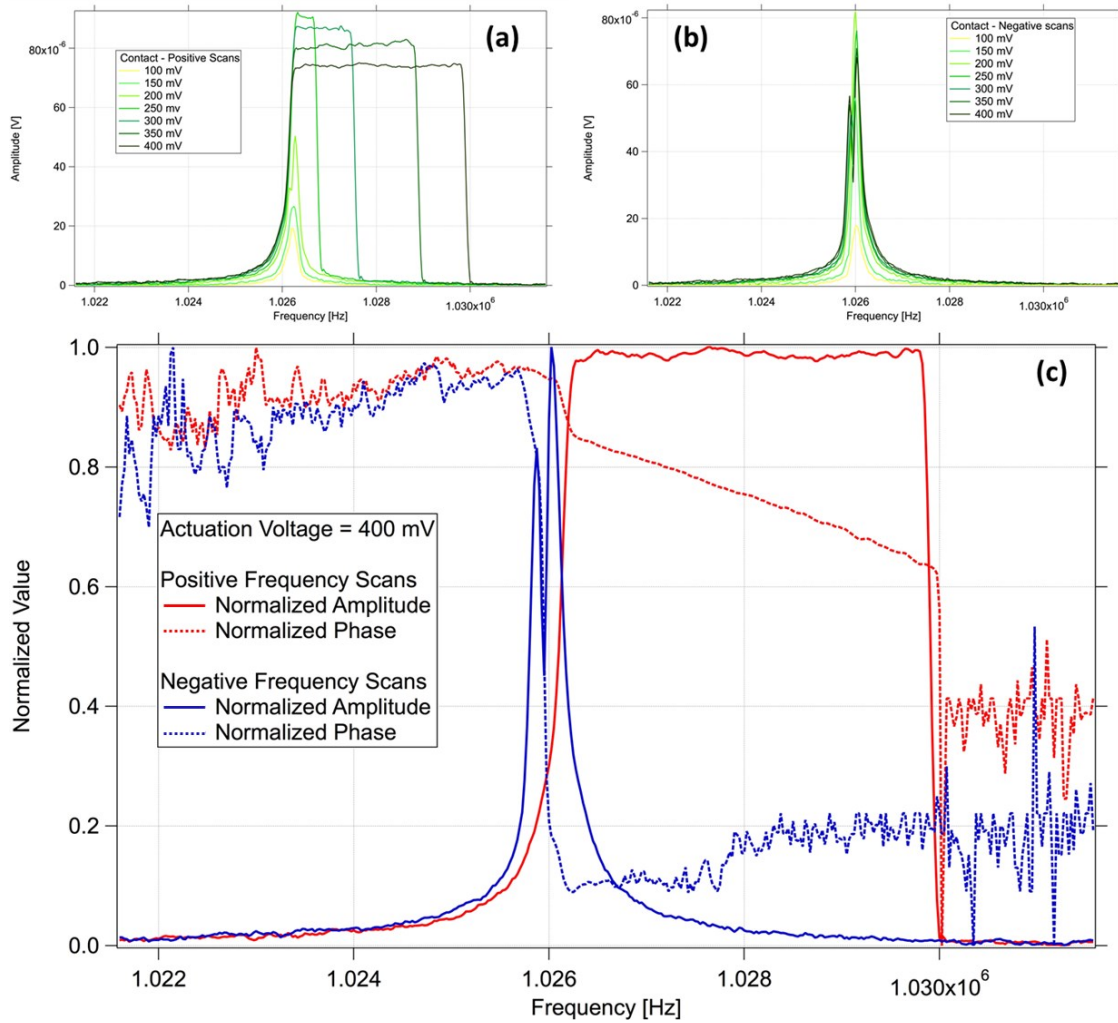 (a)
80x10-6
60
40
20
0
Amplitude [V]
Contact - Positive Scans
100 mV
150 mV
200 mV
250 mv
300 mV
350 mV
400 mV
1.022
1.024
1.026
1.028
1.030x106
Frequency [Hz]
(b)
80x10-6
60
40
20
0
Amplitude [V]
Contact - Negative scans
100 mV
150 mV
200 mV
250 mV
300 mV
350 mV
400 mV
1.022
1.024
1.026
1.028
1.030x106
Frequency [Hz]
(c)
1.0
0.8
0.6
0.4
0.2
0.0
Normalized Value
Actuation Voltage = 400 mV
Positive Frequency Scans
Normalized Amplitude
Normalized Phase
Negative Frequency Scans
Normalized Amplitude
Normalized Phase
1.022
1.024
1.026
1.028
1.030x106
Frequency [Hz]